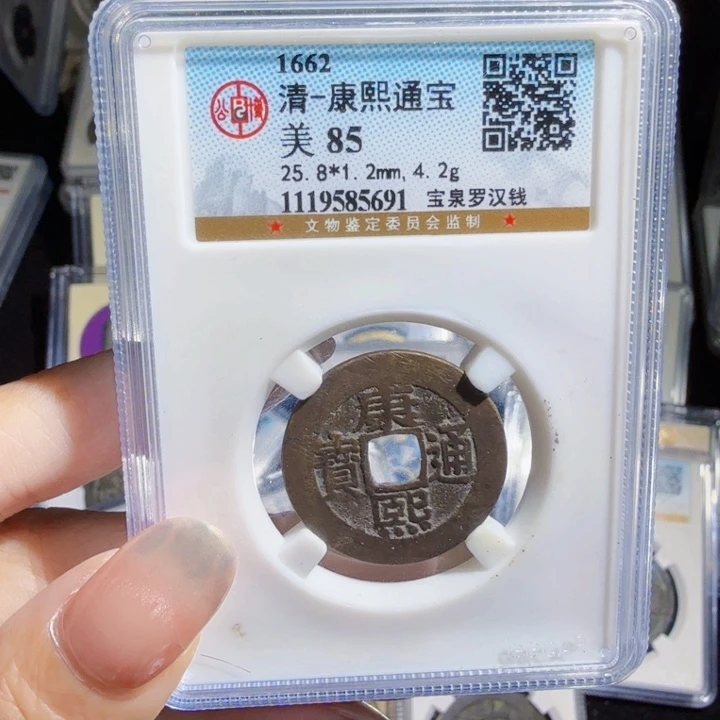 1662
清-康熙通宝
美 85
25.8*1.2mm, 4.2g
1119585691 宝泉罗汉钱
★ 文物鉴定委员会监制 ★
康熙通寶